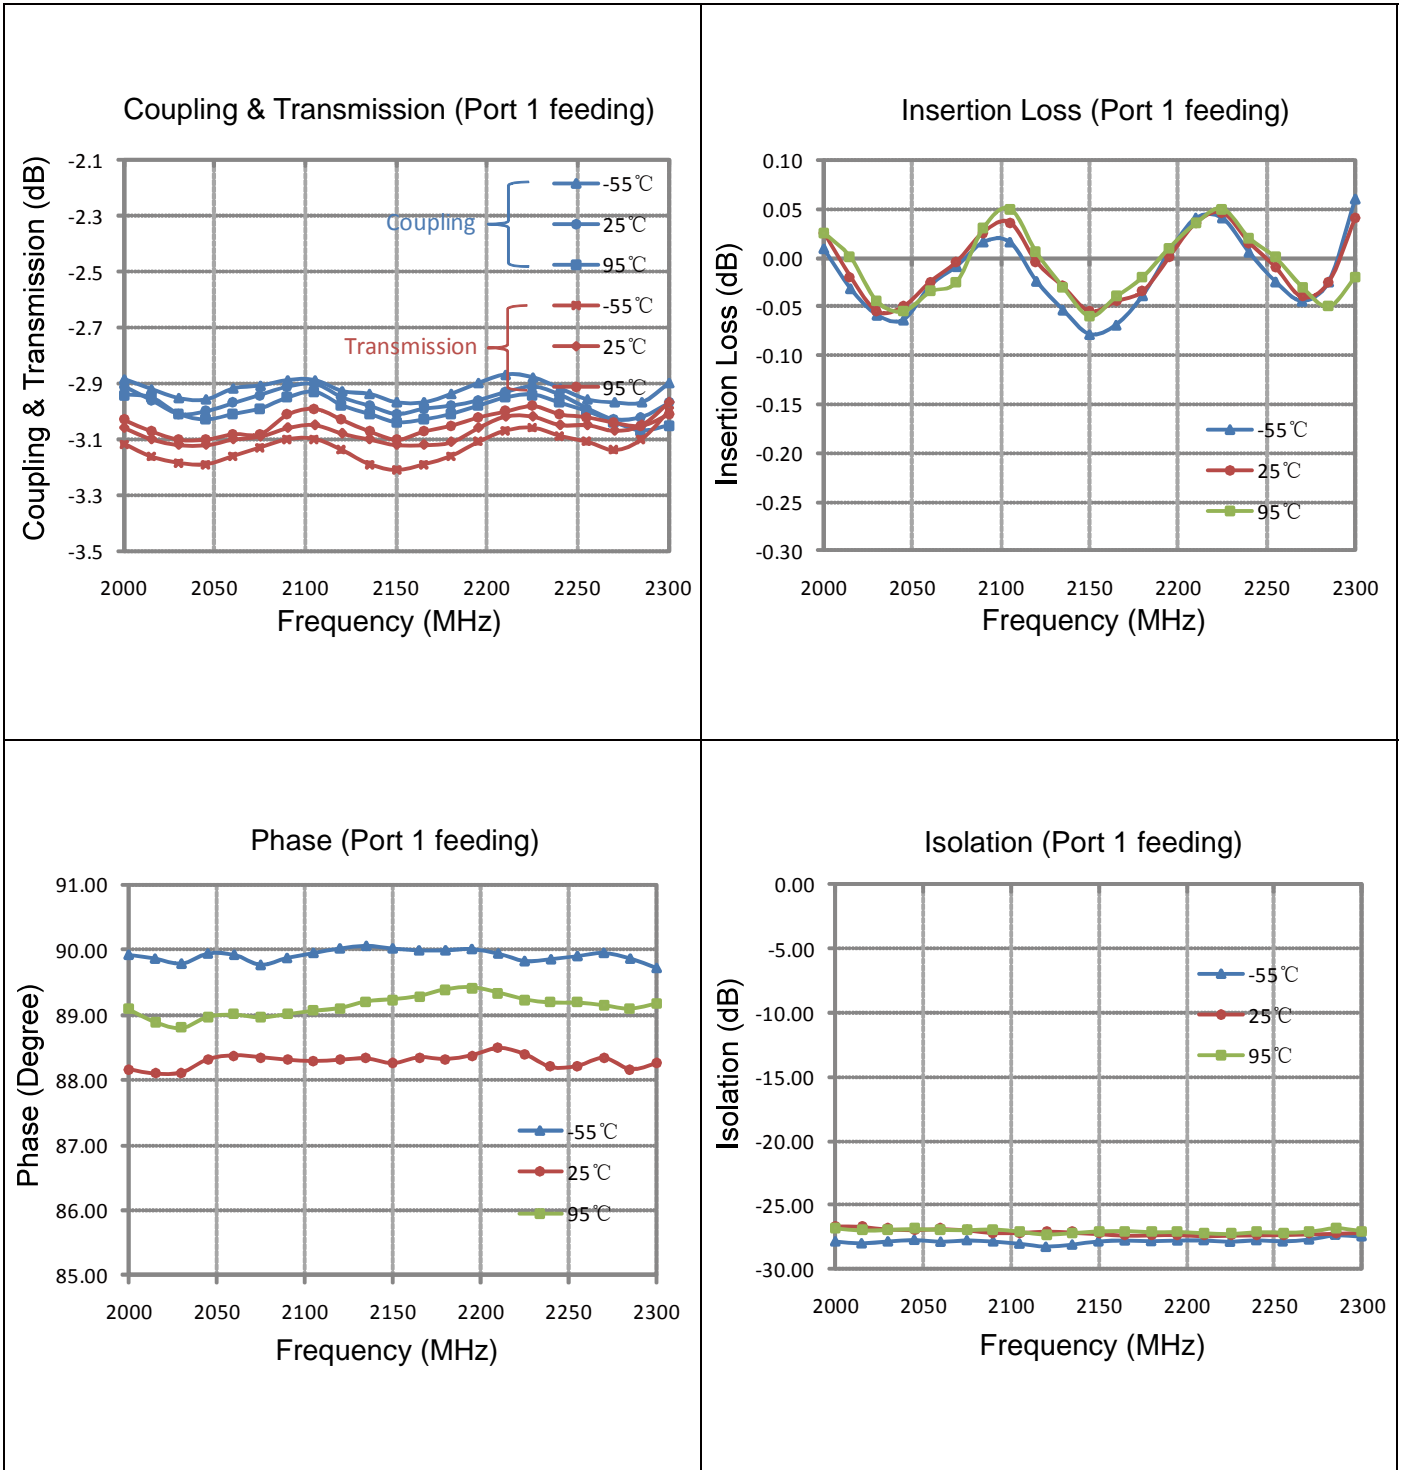 Coupling & Transmission (Port 1 feeding)
Coupling & Transmission (dB)
-2.1
-2.3
-2.5
-2.7
-2.9
-3.1
-3.3
-3.5
Coupling
-55℃
25℃
95℃
Transmission
-55℃
25℃
95℃
2000 2050 2100 2150 2200 2250 2300
Frequency (MHz)
Insertion Loss (Port 1 feeding)
Insertion Loss (dB)
0.10
0.05
0.00
-0.05
-0.10
-0.15
-0.20
-0.25
-0.30
-55℃
25℃
95℃
2000 2050 2100 2150 2200 2250 2300
Frequency (MHz)
Phase (Port 1 feeding)
Phase (Degree)
91.00
90.00
89.00
88.00
87.00
86.00
85.00
-55℃
25℃
95℃
2000 2050 2100 2150 2200 2250 2300
Frequency (MHz)
Isolation (Port 1 feeding)
Isolation (dB)
0.00
-5.00
-10.00
-15.00
-20.00
-25.00
-30.00
-55℃
25℃
95℃
2000 2050 2100 2150 2200 2250 2300
Frequency (MHz)